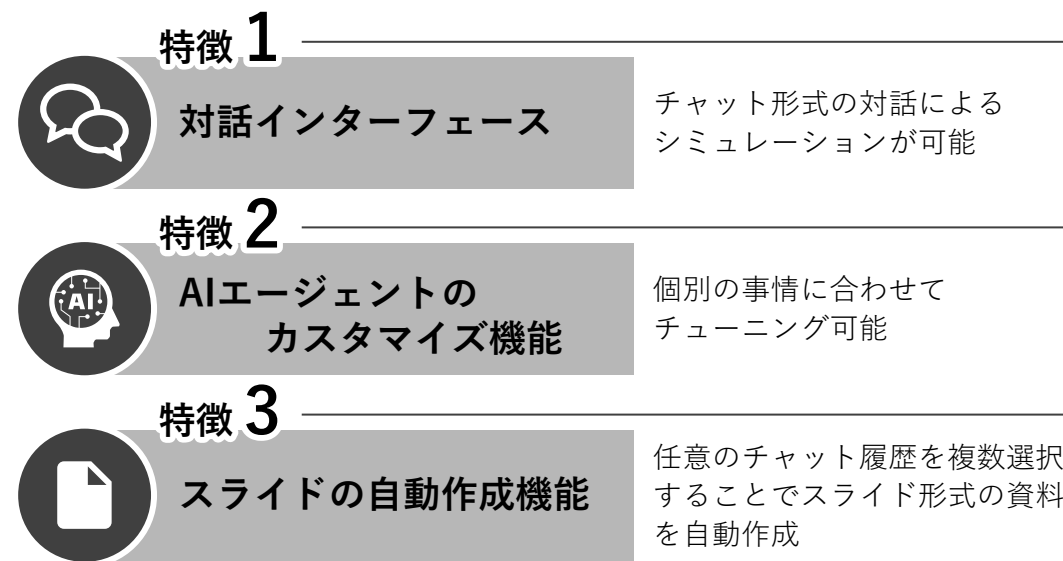 特徴 1
対話インターフェース
チャット形式の対話による
シミュレーションが可能
特徴 2
AI
AIエージェントの
カスタマイズ機能
個別の事情に合わせて
チューニング可能
特徴 3
スライドの自動作成機能
任意のチャット履歴を複数選択
することでスライド形式の資料
を自動作成